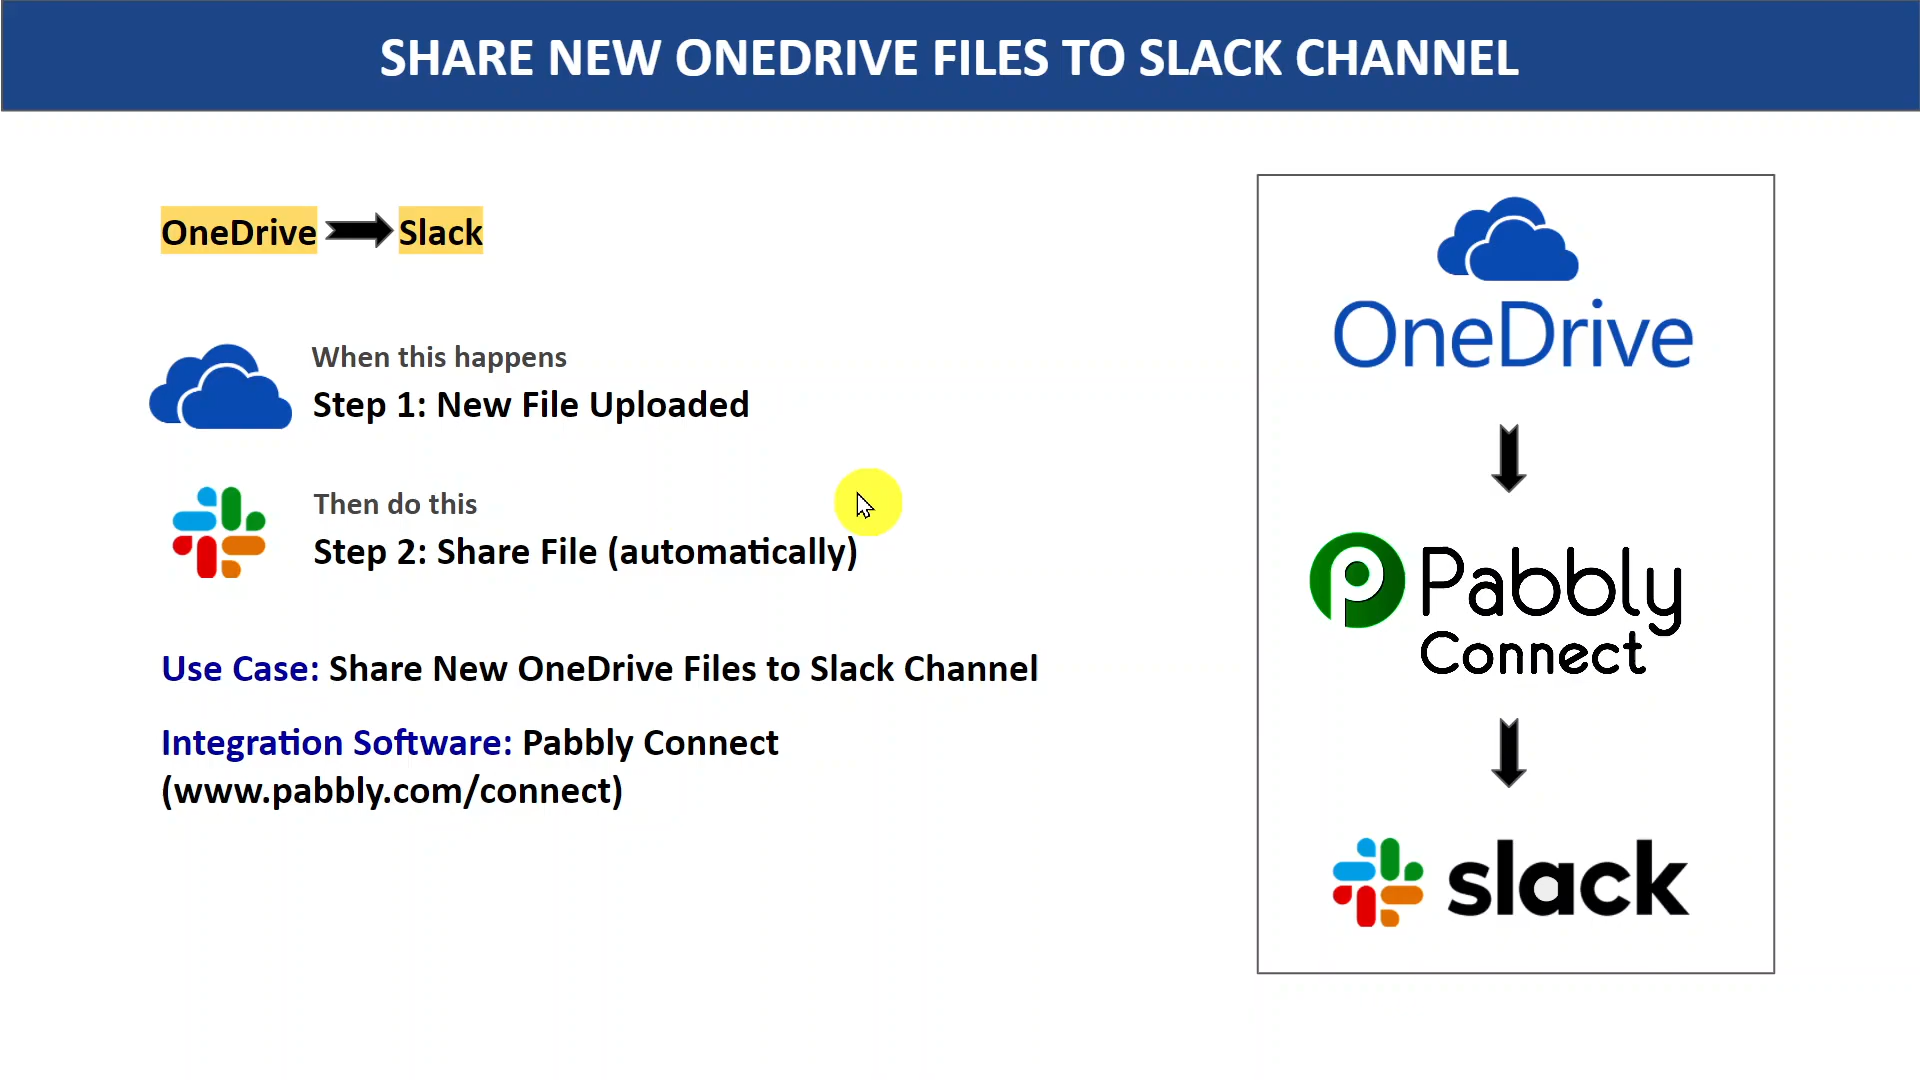 SHARE NEW ONEDRIVE FILES TO SLACK CHANNEL
OneDrive Slack
When this happens
Step 1: New File Uploaded
Then do this
Step 2: Share File (automatically)
Use Case: Share New OneDrive Files to Slack Channel
Integration Software: Pabbly Connect
(www.pabbly.com/connect)
OneDrive
Pabbly
Connect
slack